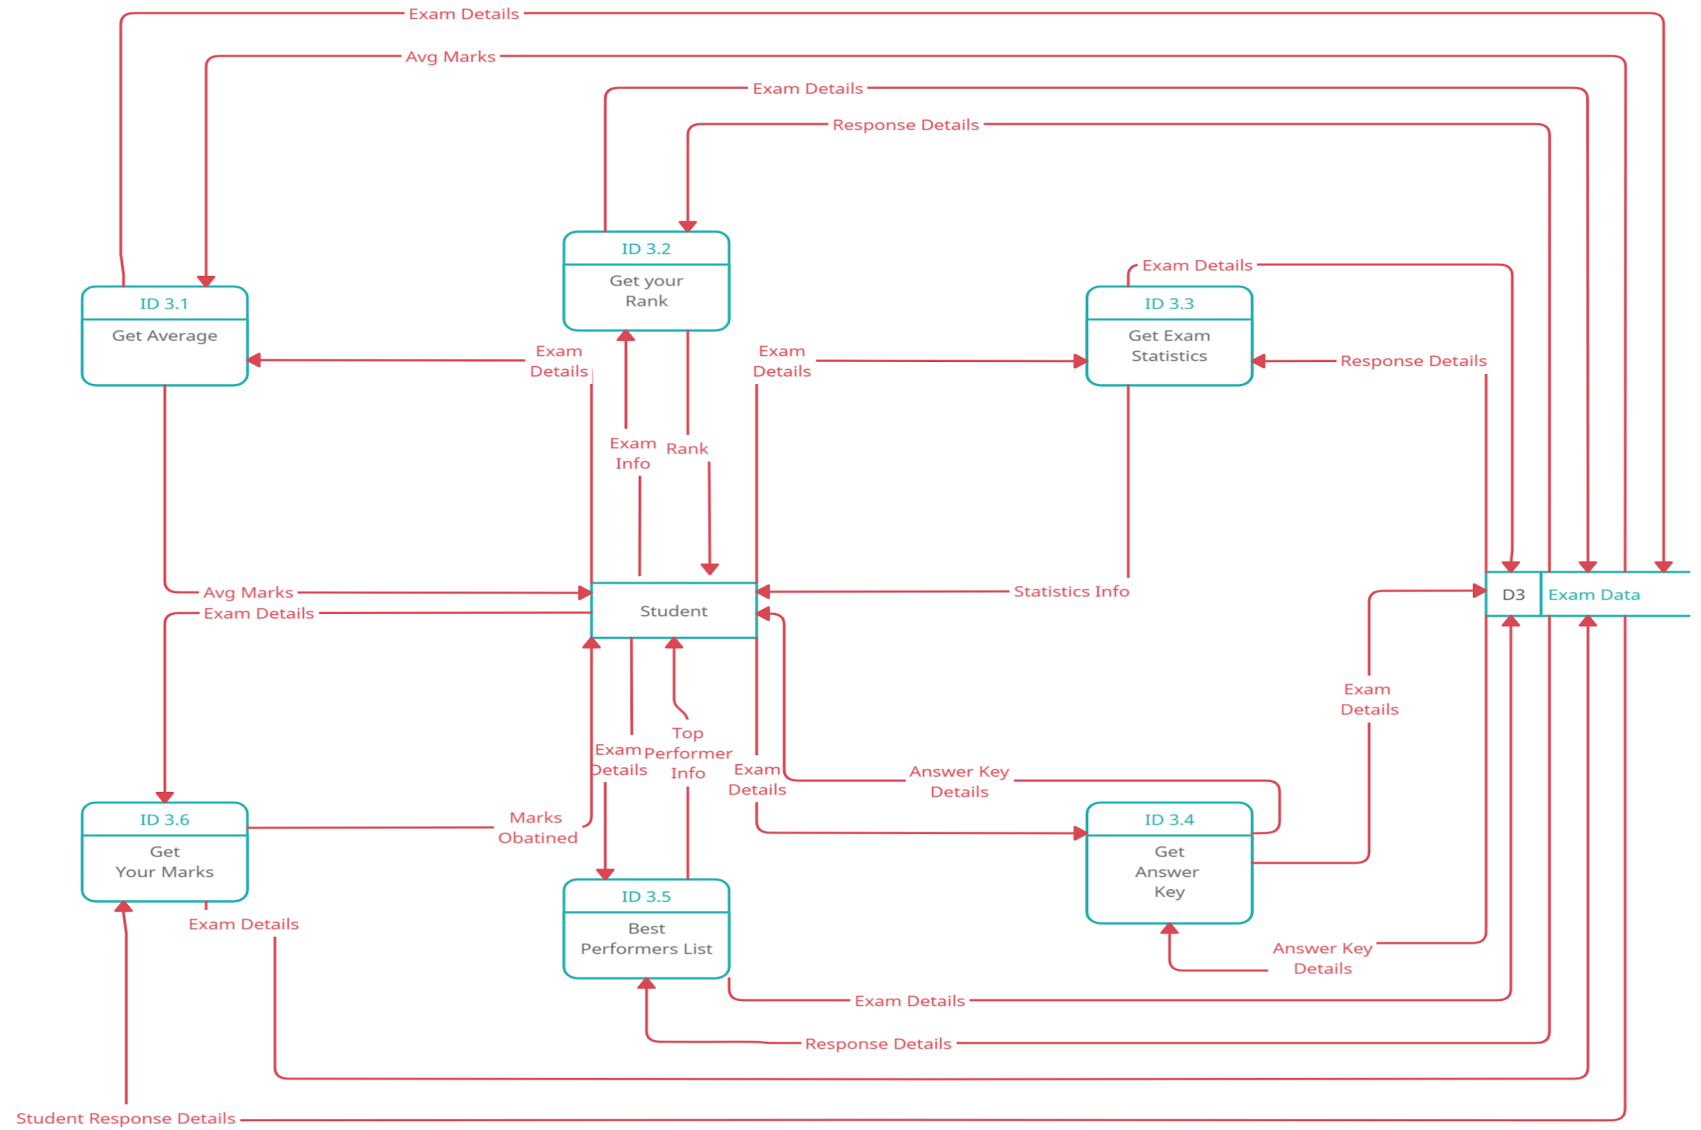 Exam Details
Avg Marks
Exam Details
Response Details
ID 3.2
Get your
Rank
Exam Details
ID 3.1
Get Average
ID 3.3
Get Exam
Statistics
Exam
Details
Exam
Details
Response Details
Exam
Info
Rank
Avg Marks
Exam Details
Student
Statistics Info
D3
Exam Data
Exam
Details
Exam
Details
Top
Performer
Info
Exam
Details
Answer Key
Details
Marks
Obatined
ID 3.6
Get
Your Marks
ID 3.4
Get
Answer
Key
ID 3.5
Best
Performers List
Exam Details
Answer Key
Details
Exam Details
Response Details
Student Response Details